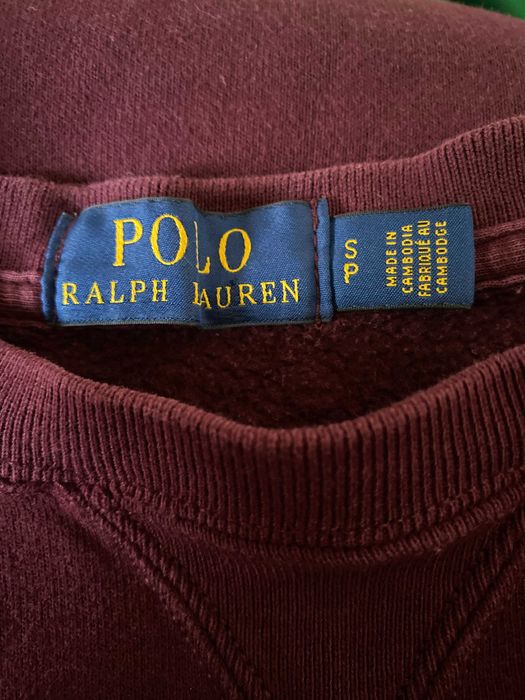 POLO
RALPH LAUREN
S
P
MADE IN
CAMBODIA
FABRIQUÉ AU
CAMBODGE